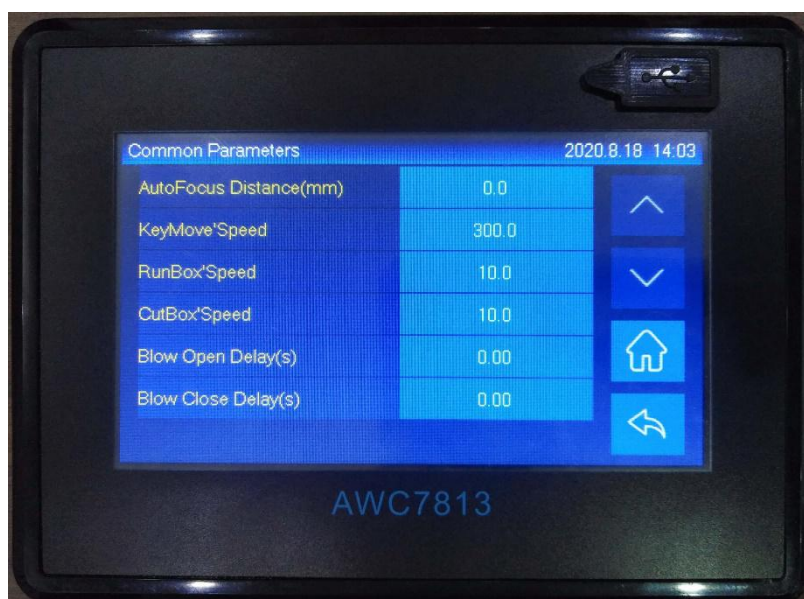 Common Parameters 2020.8.18 14:03
AutoFocus Distance(mm) 0.0
KeyMove'Speed 300.0
RunBox'Speed 10.0
CutBox'Speed 10.0
Blow Open Delay(s) 0.00
Blow Close Delay(s) 0.00
AWC7813